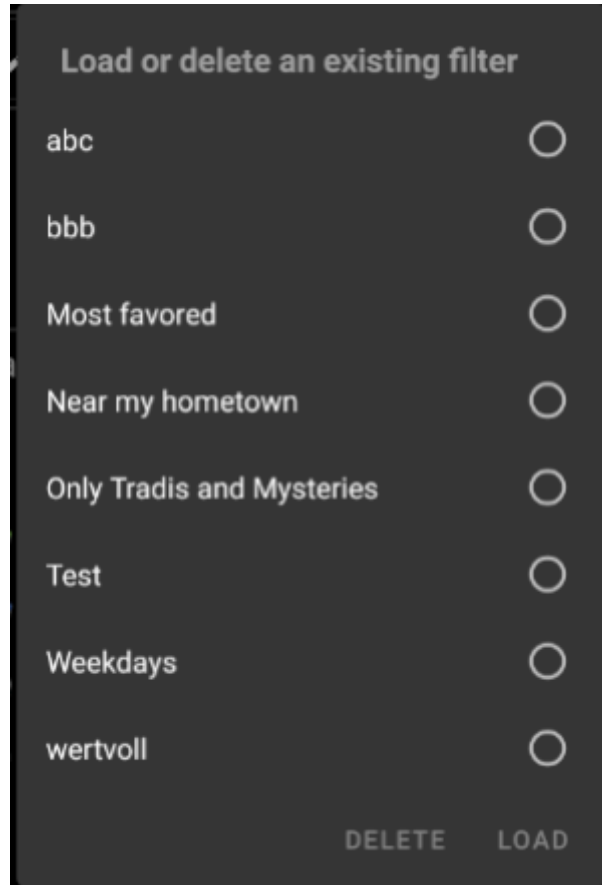 Load or delete an existing filter
abc
bbb
Most favored
Near my hometown
Only Tradis and Mysteries
Test
Weekdays
wertvoll
DELETE LOAD